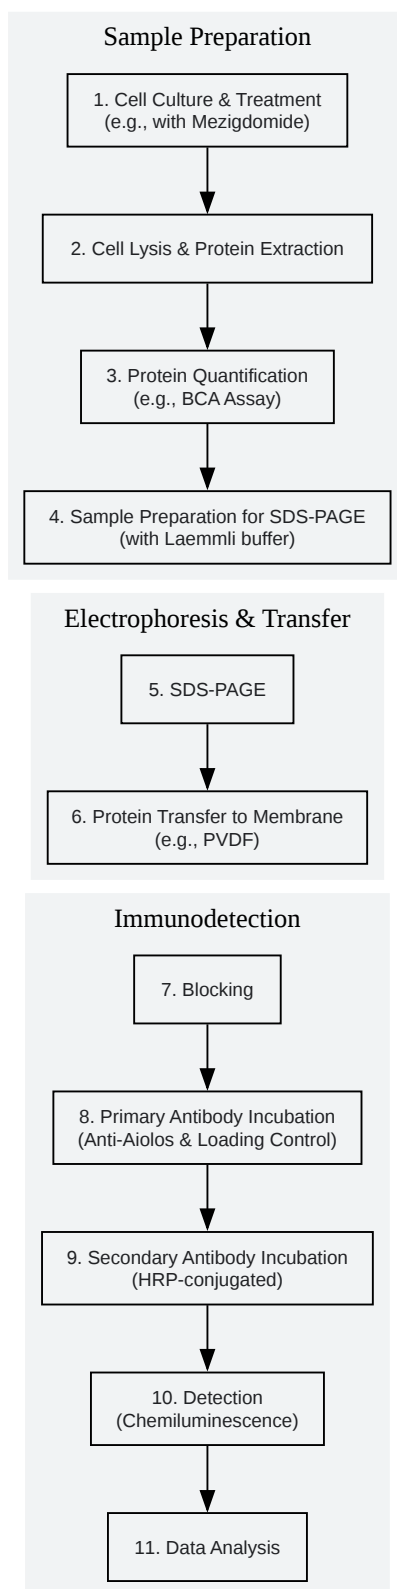 Sample Preparation
1. Cell Culture & Treatment
(e.g., with Mezigdomide)
2. Cell Lysis & Protein Extraction
3. Protein Quantification
(e.g., BCA Assay)
4. Sample Preparation for SDS-PAGE
(with Laemmli buffer)
Electrophoresis & Transfer
5. SDS-PAGE
6. Protein Transfer to Membrane
(e.g., PVDF)
Immunodetection
7. Blocking
8. Primary Antibody Incubation
(Anti-Aiolos & Loading Control)
9. Secondary Antibody Incubation
(HRP-conjugated)
10. Detection
(Chemiluminescence)
11. Data Analysis